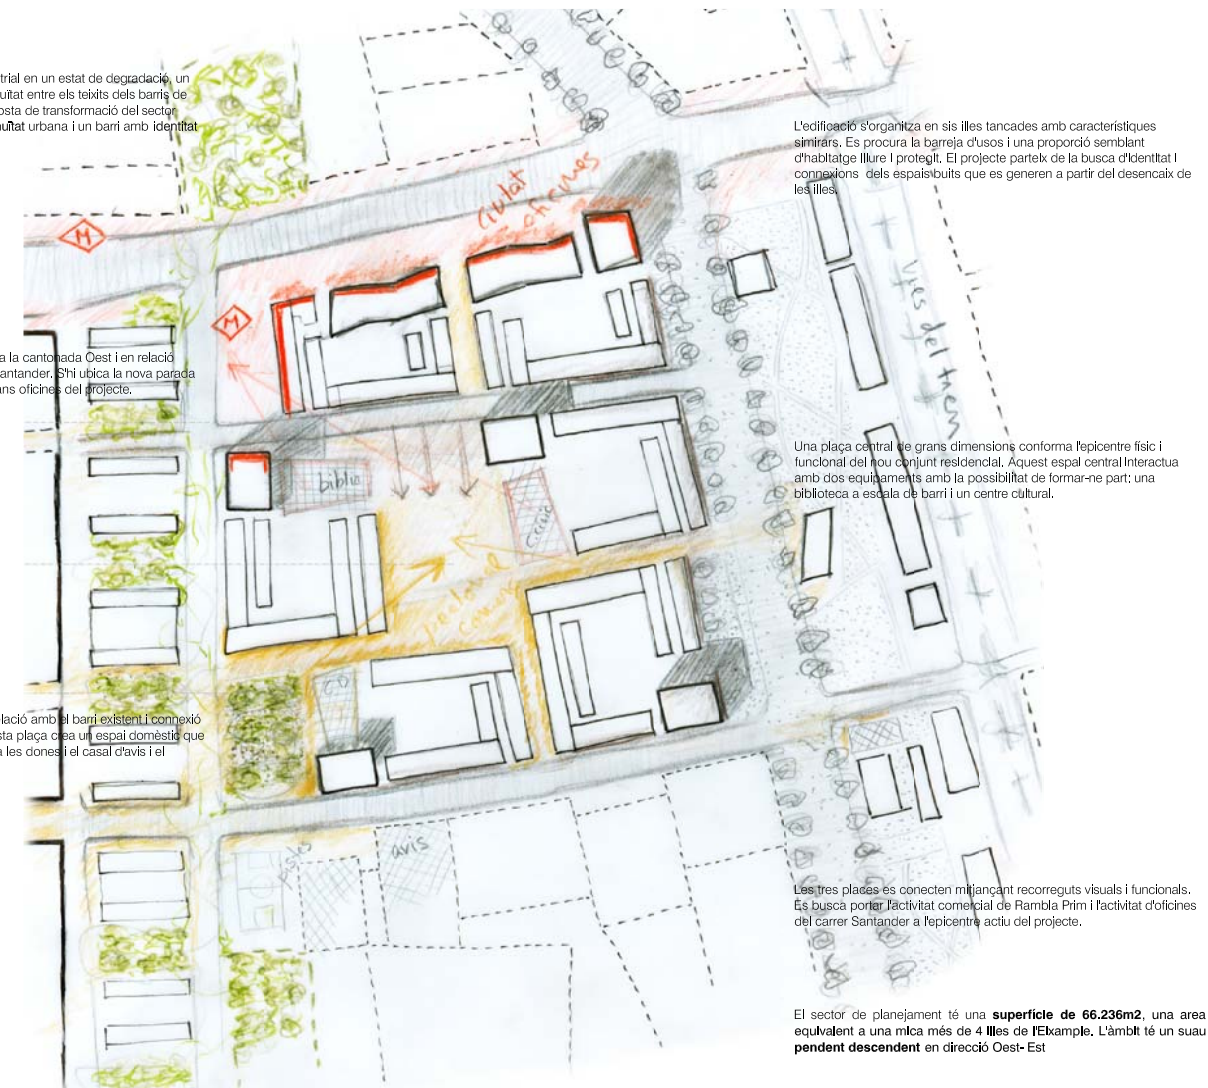 trial en un estat de degradació, un
uïtat entre els teixits dels barris de
osta de transformació del sector
nuïtat urbana i un barri amb identitat
L'edificació s'organitza en sis illes tancades amb característiques
simirars. Es procura la barreja d'usos i una proporció semblant
d'habitatge lliure i protegit. El projecte parteix de la busca d'identitat i
connexions dels espais buits que es generen a partir del desencaix de
les illes.
ciutat
oficines
M
M
vies del tren
a la cantonada Oest i en relació
antander. S'hi ubica la nova parada
ans oficines del projecte.
Una plaça central de grans dimensions conforma l'epicentre físic i
funcional del nou conjunt residencial. Aquest espai central interactua
amb dos equipaments amb la possibilitat de formar-ne part: una
biblioteca a escala de barri i un centre cultural.
biblio
cívic
lació amb el barri existent i connexió
sta plaça crea un espai domèstic que
a les dones i el casal d'avis i el
pistes
avis
Les tres places es conecten mitjançant recorreguts visuals i funcionals.
Es busca portar l'activitat comercial de Rambla Prim i l'activitat d'oficines
del carrer Santander a l'epicentre actiu del projecte.
El sector de planejament té una superfície de 66.236m2, una area
equivalent a una mica més de 4 illes de l'Eixample. L'àmbit té un suau
pendent descendent en direcció Oest- Est